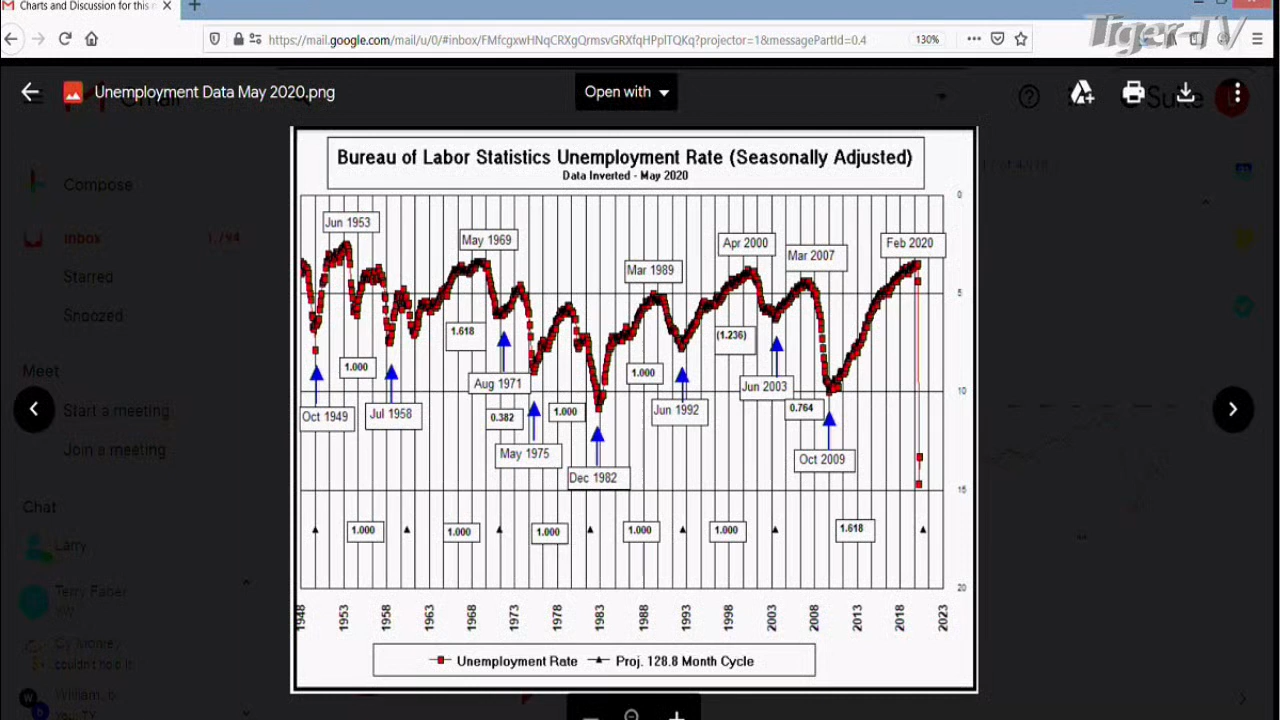 Charts and Discussion for this
Tiger-TV
https://mail.google.com/mail/u/0/#inbox/FMfcgxwHNqCRXgQrmsvGRXfqHPplTQKq?projector=1&messagePartId=0.4
130%
Unemployment Data May 2020.png
Open with
Compose
Inbox
Starred
Snoozed
Meet
Start a meeting
Join a meeting
Chat
Larry
Terry Faber
Bureau of Labor Statistics Unemployment Rate (Seasonally Adjusted)
Data Inverted - May 2020
Jun 1953
May 1969
Mar 1989
Apr 2000
Mar 2007
Feb 2020
0
5
10
15
20
1.618
(1.236)
1.000
1.000
Aug 1971
Jun 2003
Oct 1949
Jul 1958
0.382
1.000
Jun 1992
0.764
May 1975
Dec 1982
Oct 2009
1.000
1.000
1.000
1.000
1.000
1.618
1948
1953
1958
1963
1968
1973
1978
1983
1988
1993
1998
2003
2008
2013
2018
2023
Unemployment Rate
Proj. 128.8 Month Cycle